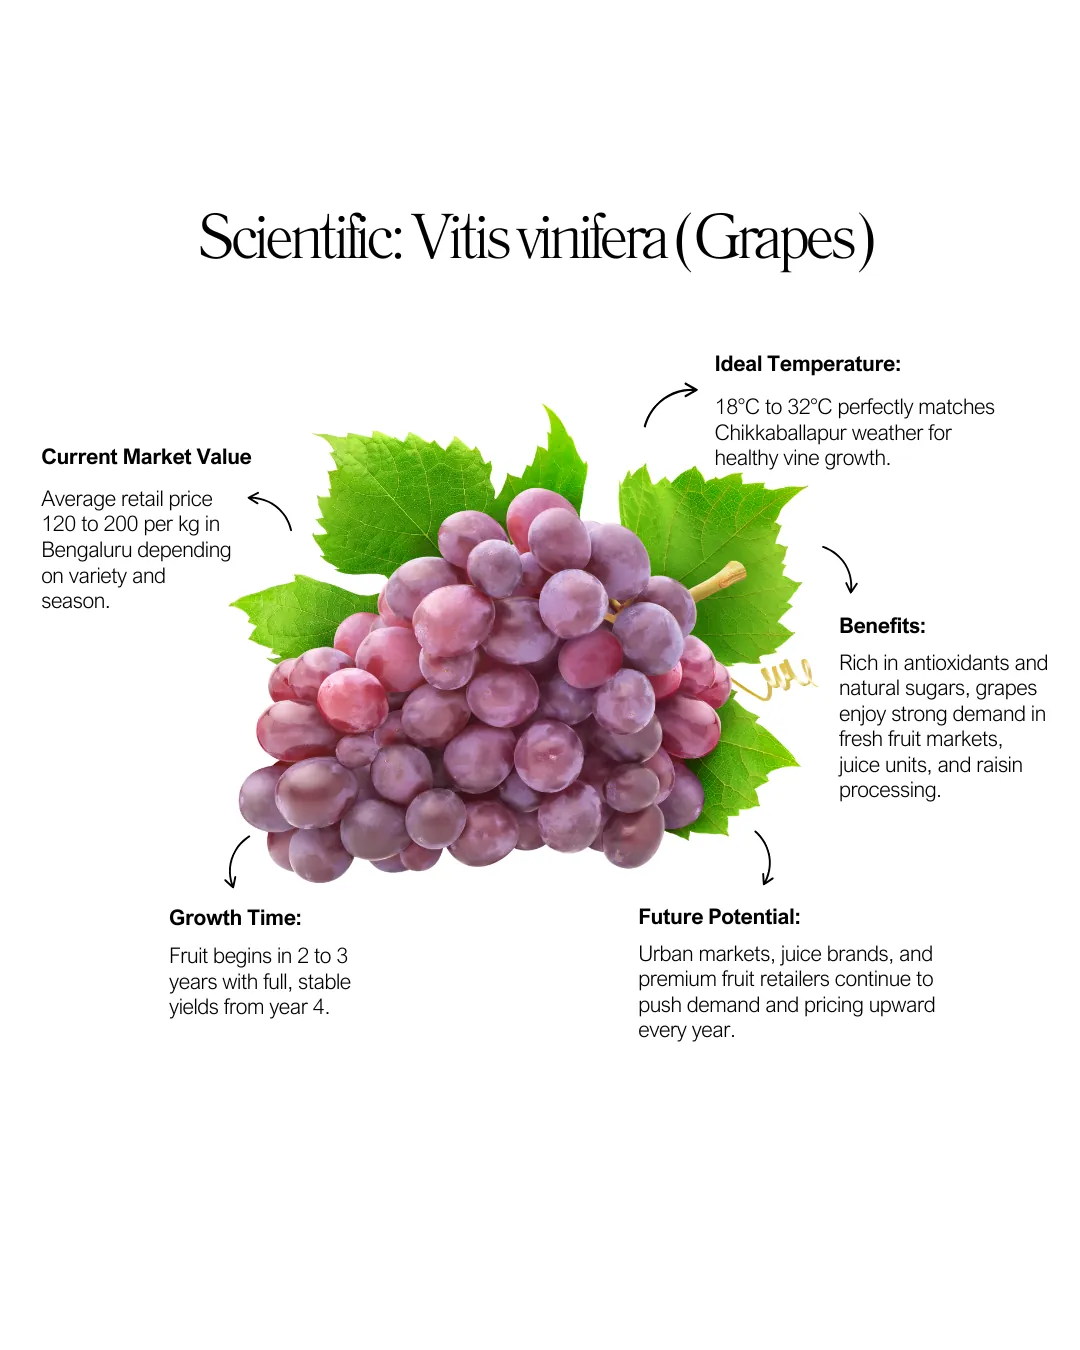 Scientific: Vitis vinifera ( Grapes )
Ideal Temperature:
18°C to 32°C perfectly matches
Chikkaballapur weather for
healthy vine growth.
Current Market Value
Average retail price
120 to 200 per kg in
Bengaluru depending
on variety and
season.
Benefits:
Rich in antioxidants and
natural sugars, grapes
enjoy strong demand in
fresh fruit markets,
juice units, and raisin
processing.
Growth Time:
Fruit begins in 2 to 3
years with full, stable
yields from year 4.
Future Potential:
Urban markets, juice brands, and
premium fruit retailers continue to
push demand and pricing upward
every year.